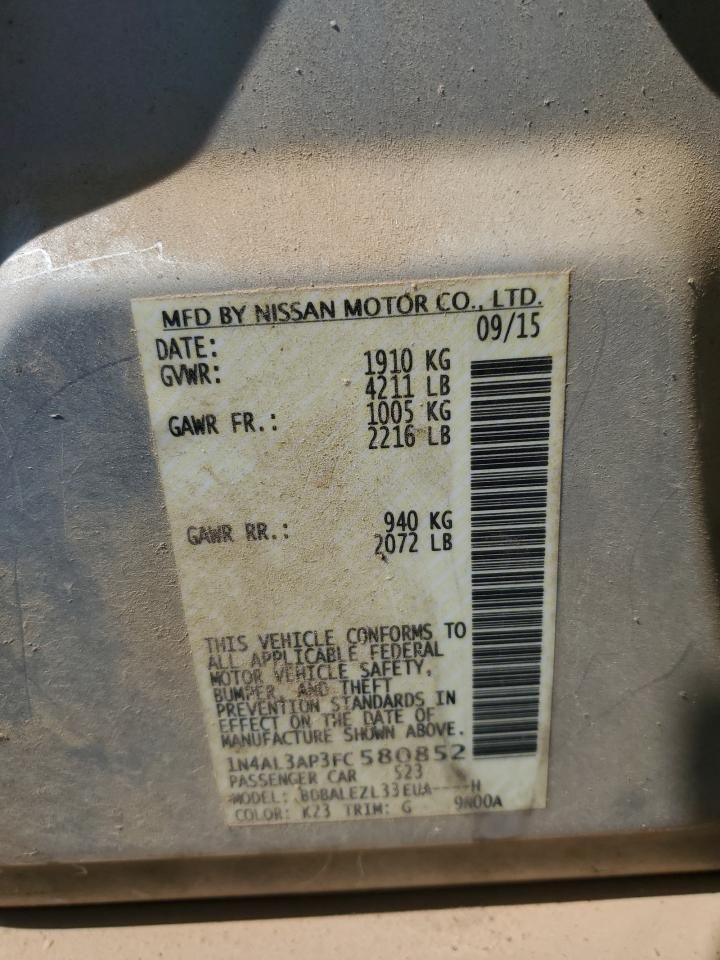 MFD BY NISSAN MOTOR CO., LTD.
DATE: 09/15
GVWR: 1910 KG
4211 LB
GAWR FR.: 1005 KG
2216 LB
GAWR RR.: 940 KG
2072 LB
THIS VEHICLE CONFORMS TO
ALL APPLICABLE FEDERAL
MOTOR VEHICLE SAFETY,
BUMPER, AND THEFT
PREVENTION STANDARDS IN
EFFECT ON THE DATE OF
MANUFACTURE SHOWN ABOVE.
1N4AL3AP3FC580852
PASSENGER CAR 523
MODEL: H
COLOR: K23 TRIM: G 9N00A